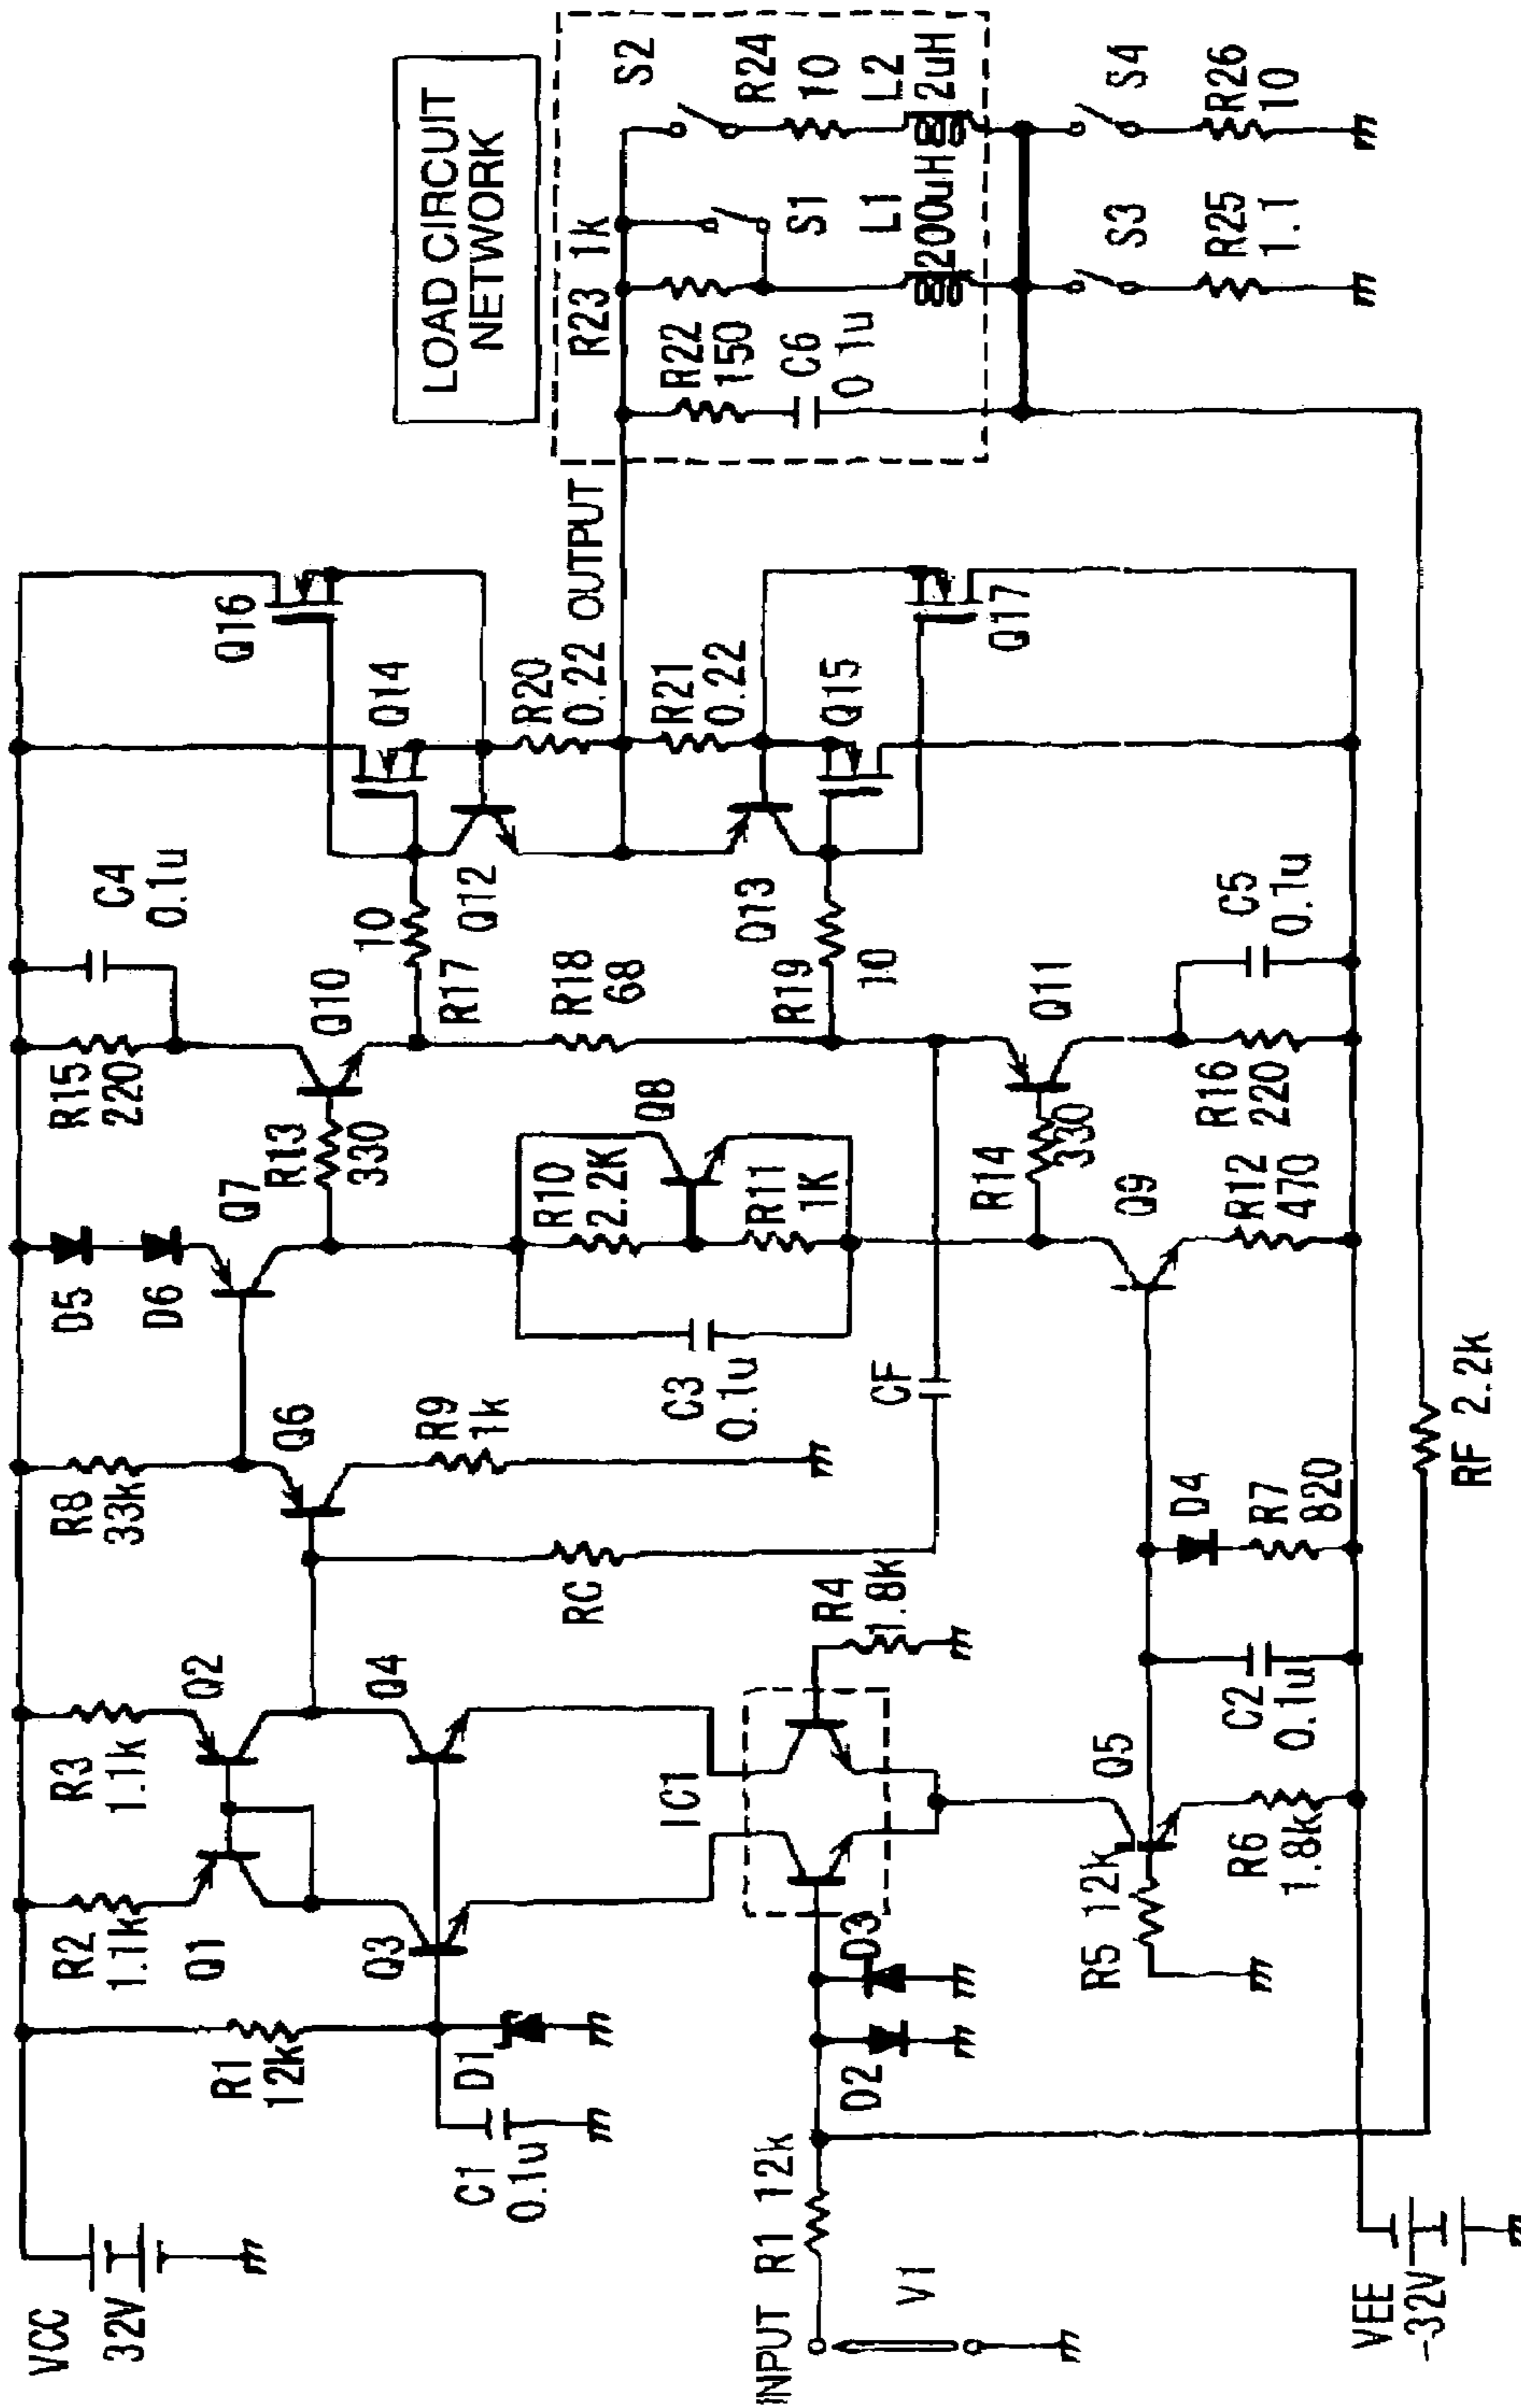 VCC
32V
R1
12k
C1
0.1u
D1
R2
1.1k
Q1
Q3
R3
1.1k
Q2
Q4
IC1
INPUT
R1 12k
V1
D2
D3
R4
1.8k
R5 12k
Q5
R6
1.8k
C2
0.1u
D4
R7
820
VEE
-32V
RF 2.2k
R8
33k
Q6
R9
1k
RC
CF
D5
D6
Q7
R13
330
C3
0.1u
R10
2.2K
Q8
R11
1K
R14
330
Q9
R12
470
R15
220
C4
0.1u
Q10
R17
10
R18
68
R19
10
Q11
R16
220
C5
0.1u
Q12
Q13
Q14
Q16
R20
0.22
R21
0.22
Q15
Q17
OUTPUT
LOAD CIRCUIT
NETWORK
R22
150
C6
0.1u
R23 1k
S1
L1
200uH
S2
R24
10
L2
2uH
S3
R25
1.1
S4
R26
10